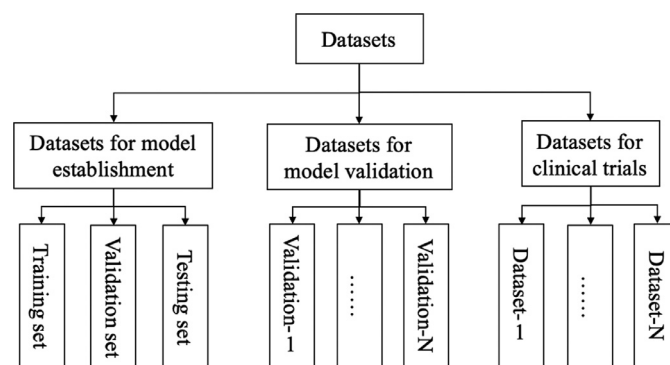 Datasets
Datasets for model
establishment
Datasets for
model validation
Datasets for
clinical trials
Training set
Validation set
Testing set
Validation-1
......
Validation-N
Dataset-1
......
Dataset-N